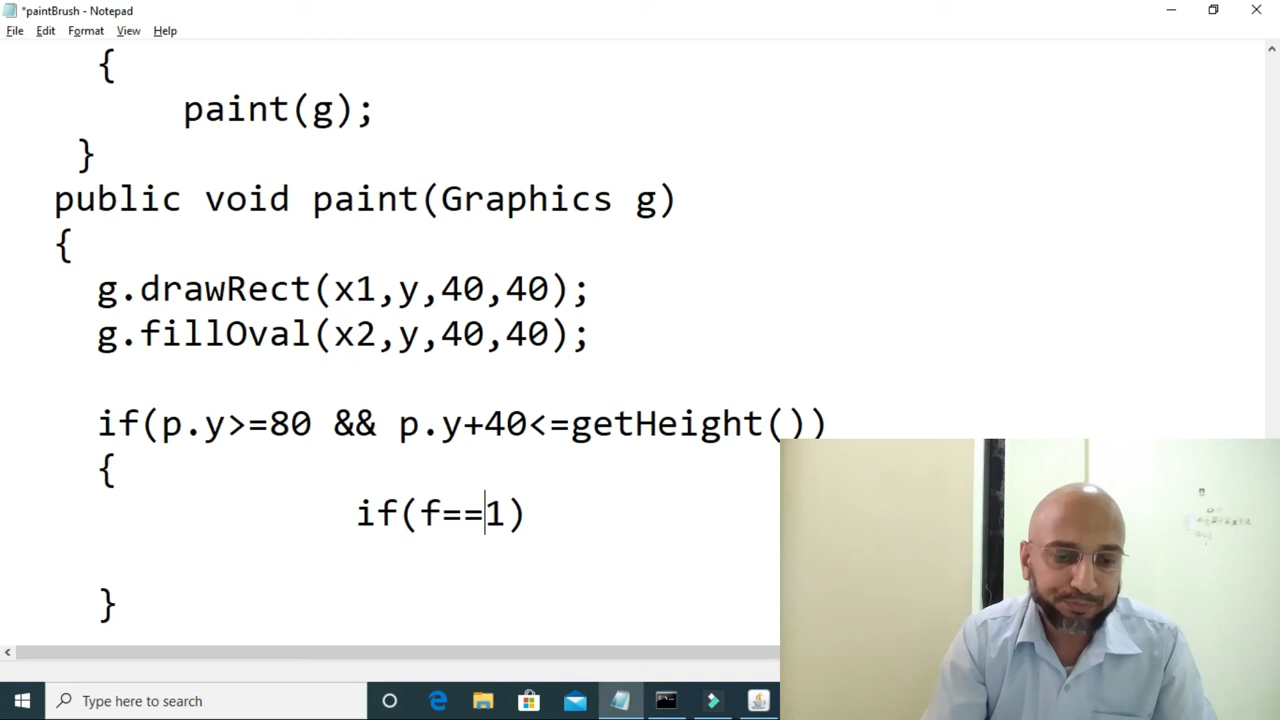 *paintBrush - Notepad
File Edit Format View Help
{
paint(g);
}
public void paint(Graphics g)
{
g.drawRect(x1,y,40,40);
g.fillOval(x2,y,40,40);
if(p.y>=80 && p.y+40<=getHeight())
{
if(f==1)
}
Type here to search